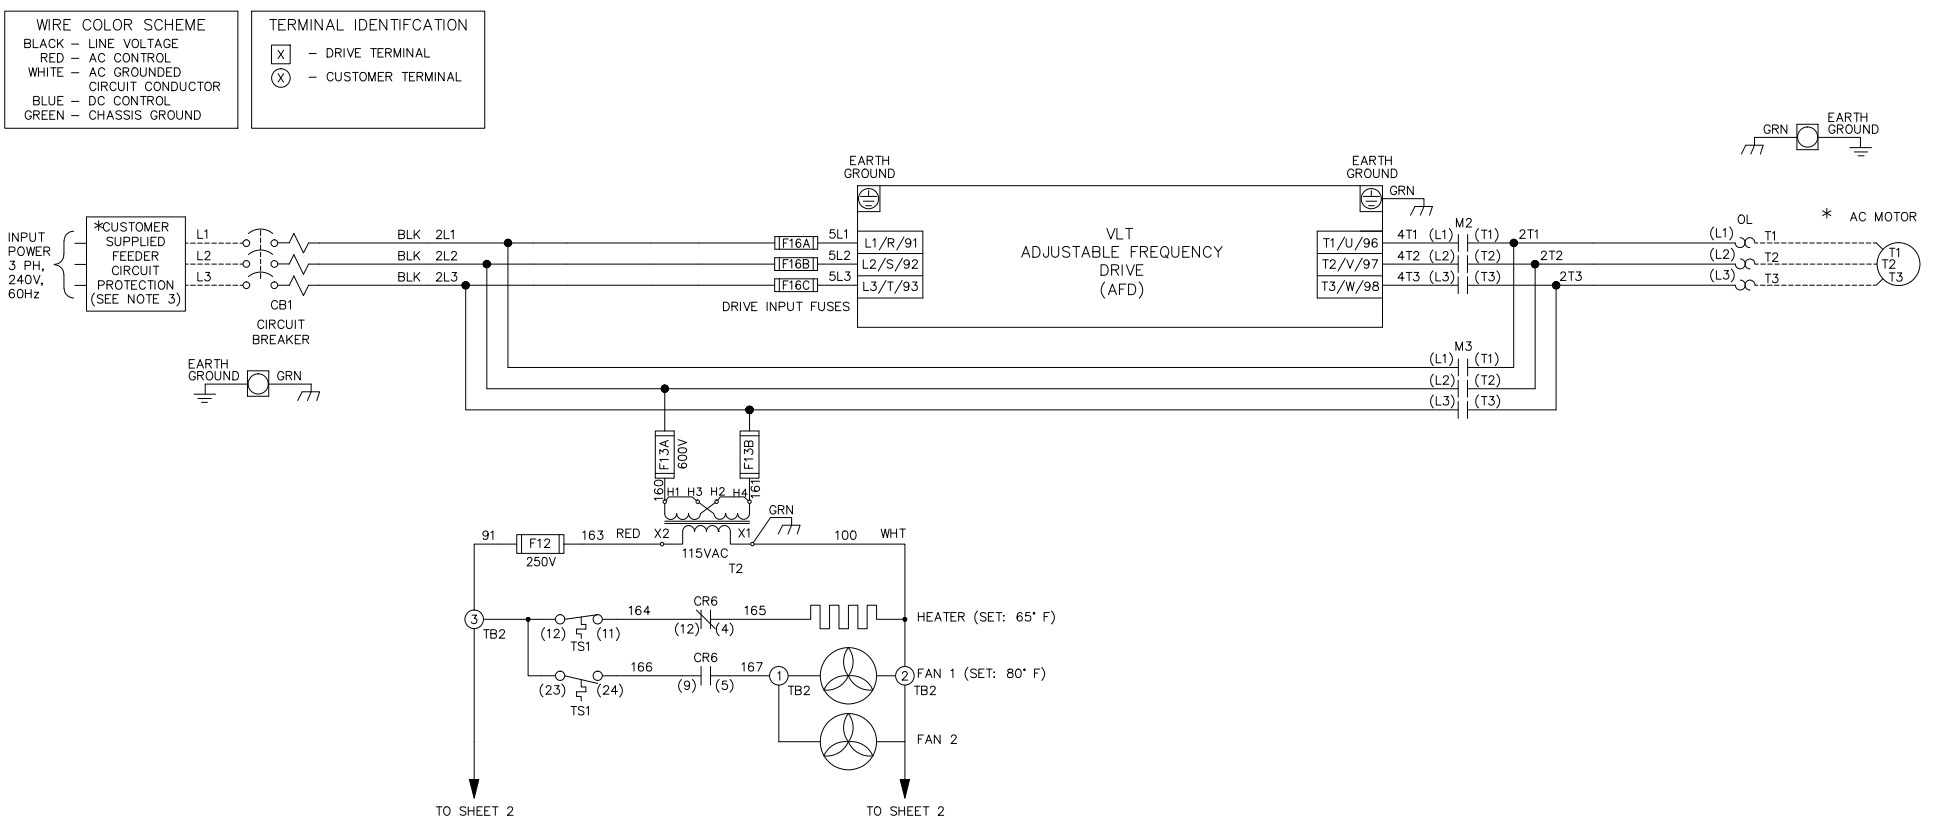 WIRE COLOR SCHEME
BLACK – LINE VOLTAGE
RED – AC CONTROL
WHITE – AC GROUNDED
CIRCUIT CONDUCTOR
BLUE – DC CONTROL
GREEN – CHASSIS GROUND
TERMINAL IDENTIFCATION
X – DRIVE TERMINAL
X – CUSTOMER TERMINAL
INPUT
POWER
3 PH,
240V,
60Hz
*CUSTOMER
SUPPLIED
FEEDER
CIRCUIT
PROTECTION
(SEE NOTE 3)
L1
L2
L3
CB1
CIRCUIT
BREAKER
EARTH
GROUND
GRN
BLK 2L1
BLK 2L2
BLK 2L3
F16A
F16B
F16C
5L1
5L2
5L3
DRIVE INPUT FUSES
EARTH
GROUND
L1/R/91
L2/S/92
L3/T/93
VLT
ADJUSTABLE FREQUENCY
DRIVE
(AFD)
EARTH
GROUND
GRN
T1/U/96
T2/V/97
T3/W/98
M2
4T1 (L1) (T1) 2T1
4T2 (L2) (T2) 2T2
4T3 (L3) (T3) 2T3
EARTH
GROUND
GRN
OL
(L1) T1
(L2) T2
(L3) T3
* AC MOTOR
T1
T2
T3
M3
(L1) (T1)
(L2) (T2)
(L3) (T3)
F13A
600V
F13B
160
161
H1 H3 H2 H4
GRN
91
F12
250V
163 RED X2
X1
115VAC
T2
100 WHT
3
TB2
(12) (11)
TS1
164
CR6
(12) (4)
165
HEATER (SET: 65° F)
(23) (24)
TS1
166
CR6
(9) (5)
167
1
TB2
2
TB2
FAN 1 (SET: 80° F)
FAN 2
TO SHEET 2
TO SHEET 2